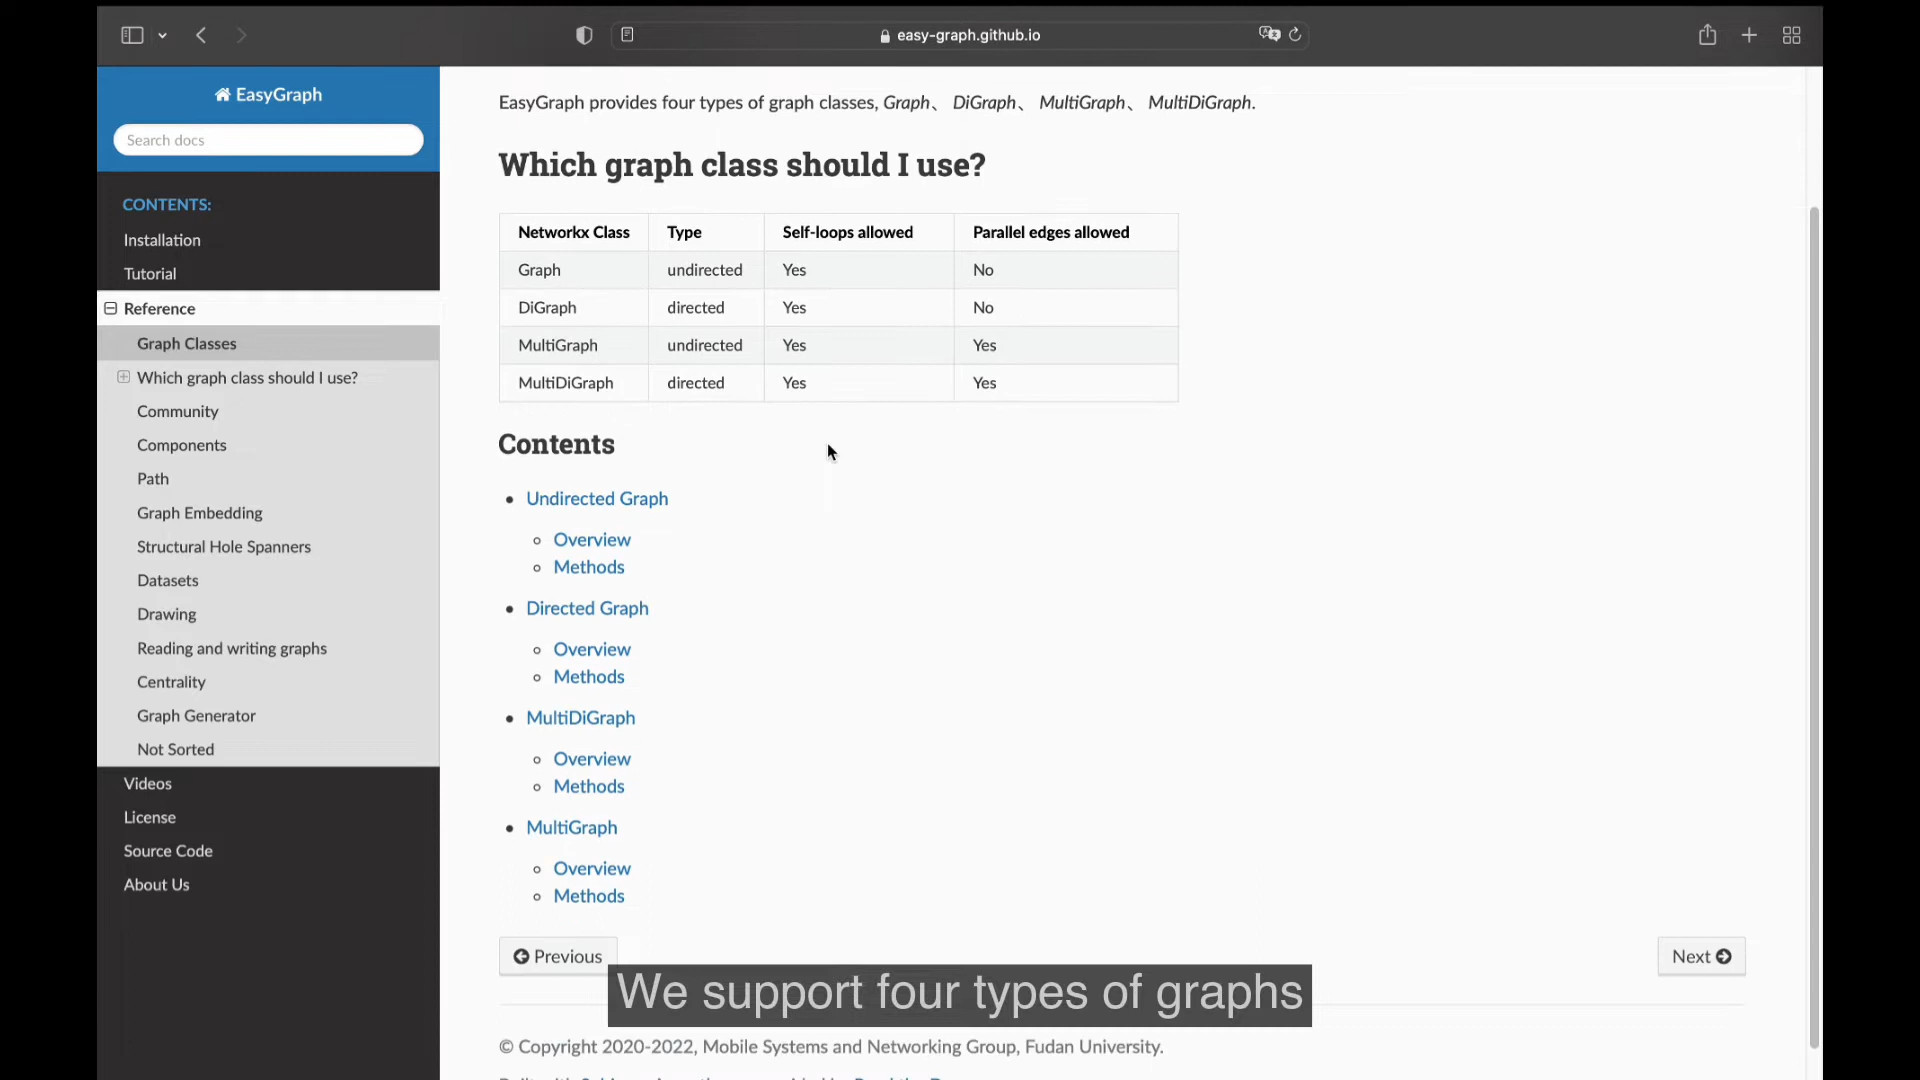 easy-graph.github.io
EasyGraph
Search docs
CONTENTS:
Installation
Tutorial
Reference
Graph Classes
Which graph class should I use?
Community
Components
Path
Graph Embedding
Structural Hole Spanners
Datasets
Drawing
Reading and writing graphs
Centrality
Graph Generator
Not Sorted
Videos
License
Source Code
About Us
EasyGraph provides four types of graph classes, Graph、 DiGraph、 MultiGraph、 MultiDiGraph.
Which graph class should I use?
Networkx Class Type Self-loops allowed Parallel edges allowed
Graph undirected Yes No
DiGraph directed Yes No
MultiGraph undirected Yes Yes
MultiDiGraph directed Yes Yes
Contents
Undirected Graph
Overview
Methods
Directed Graph
Overview
Methods
MultiDiGraph
Overview
Methods
MultiGraph
Overview
Methods
Previous Next
We support four types of graphs
© Copyright 2020-2022, Mobile Systems and Networking Group, Fudan University.